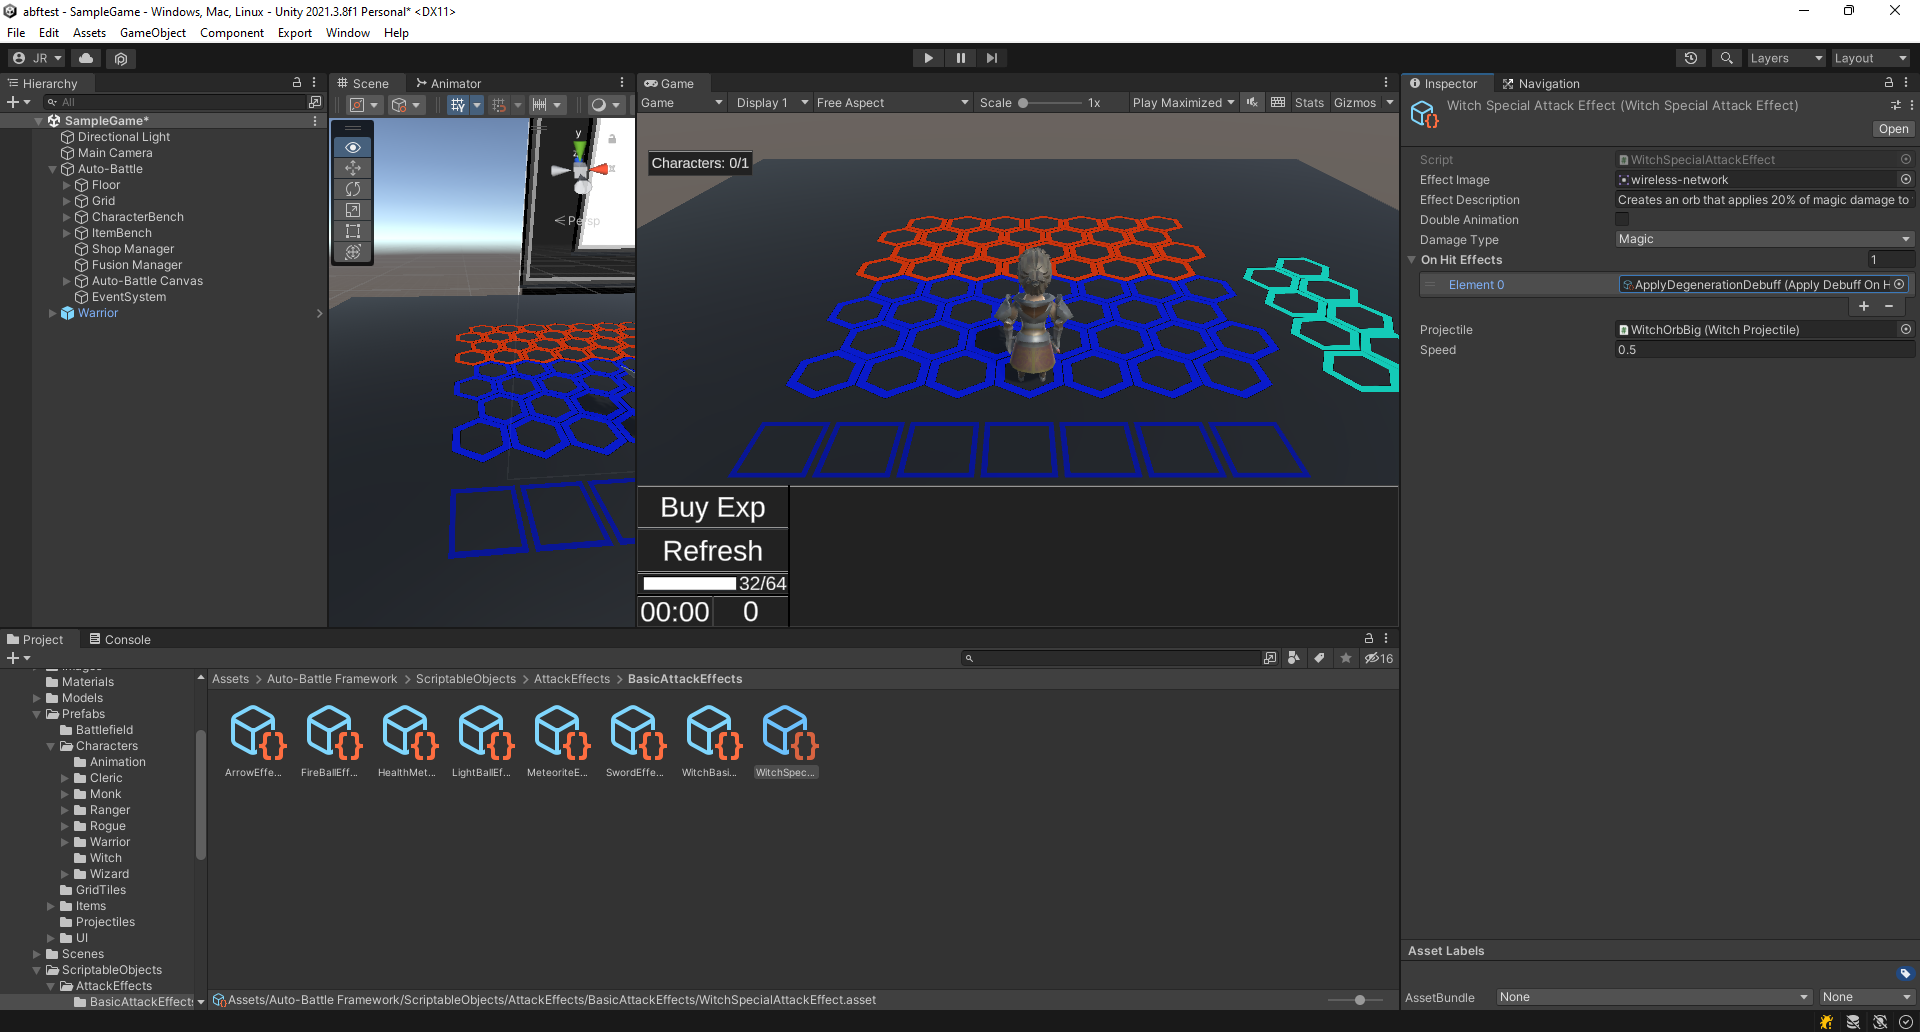 abftest - SampleGame - Windows, Mac, Linux - Unity 2021.3.8f1 Personal* <DX11>
File Edit Assets GameObject Component Export Window Help
JR Layers Layout
Hierarchy
All
SampleGame*
Directional Light
Main Camera
Auto-Battle
Floor
Grid
CharacterBench
ItemBench
Shop Manager
Fusion Manager
Auto-Battle Canvas
EventSystem
Warrior
Scene Animator
y
x
Persp
Game
Game Display 1 Free Aspect Scale 1x Play Maximized Stats Gizmos
Characters: 0/1
Buy Exp
Refresh
32/64
00:00 0
Inspector Navigation
Witch Special Attack Effect (Witch Special Attack Effect)
Open
Script WitchSpecialAttackEffect
Effect Image wireless-network
Effect Description Creates an orb that applies 20% of magic damage to
Double Animation
Damage Type Magic
On Hit Effects 1
Element 0 ApplyDegenerationDebuff (Apply Debuff On H
Projectile WitchOrbBig (Witch Projectile)
Speed 0.5
Project Console
16
Images
Materials
Models
Prefabs
Battlefield
Characters
Animation
Cleric
Monk
Ranger
Rogue
Warrior
Witch
Wizard
GridTiles
Items
Projectiles
UI
Scenes
ScriptableObjects
AttackEffects
BasicAttackEffects
Assets > Auto-Battle Framework > ScriptableObjects > AttackEffects > BasicAttackEffects
ArrowEffe... FireBallEff... HealthMet... LightBallEf... MeteoriteE... SwordEffe... WitchBasi... WitchSpec...
Assets/Auto-Battle Framework/ScriptableObjects/AttackEffects/BasicAttackEffects/WitchSpecialAttackEffect.asset
Asset Labels
AssetBundle None None